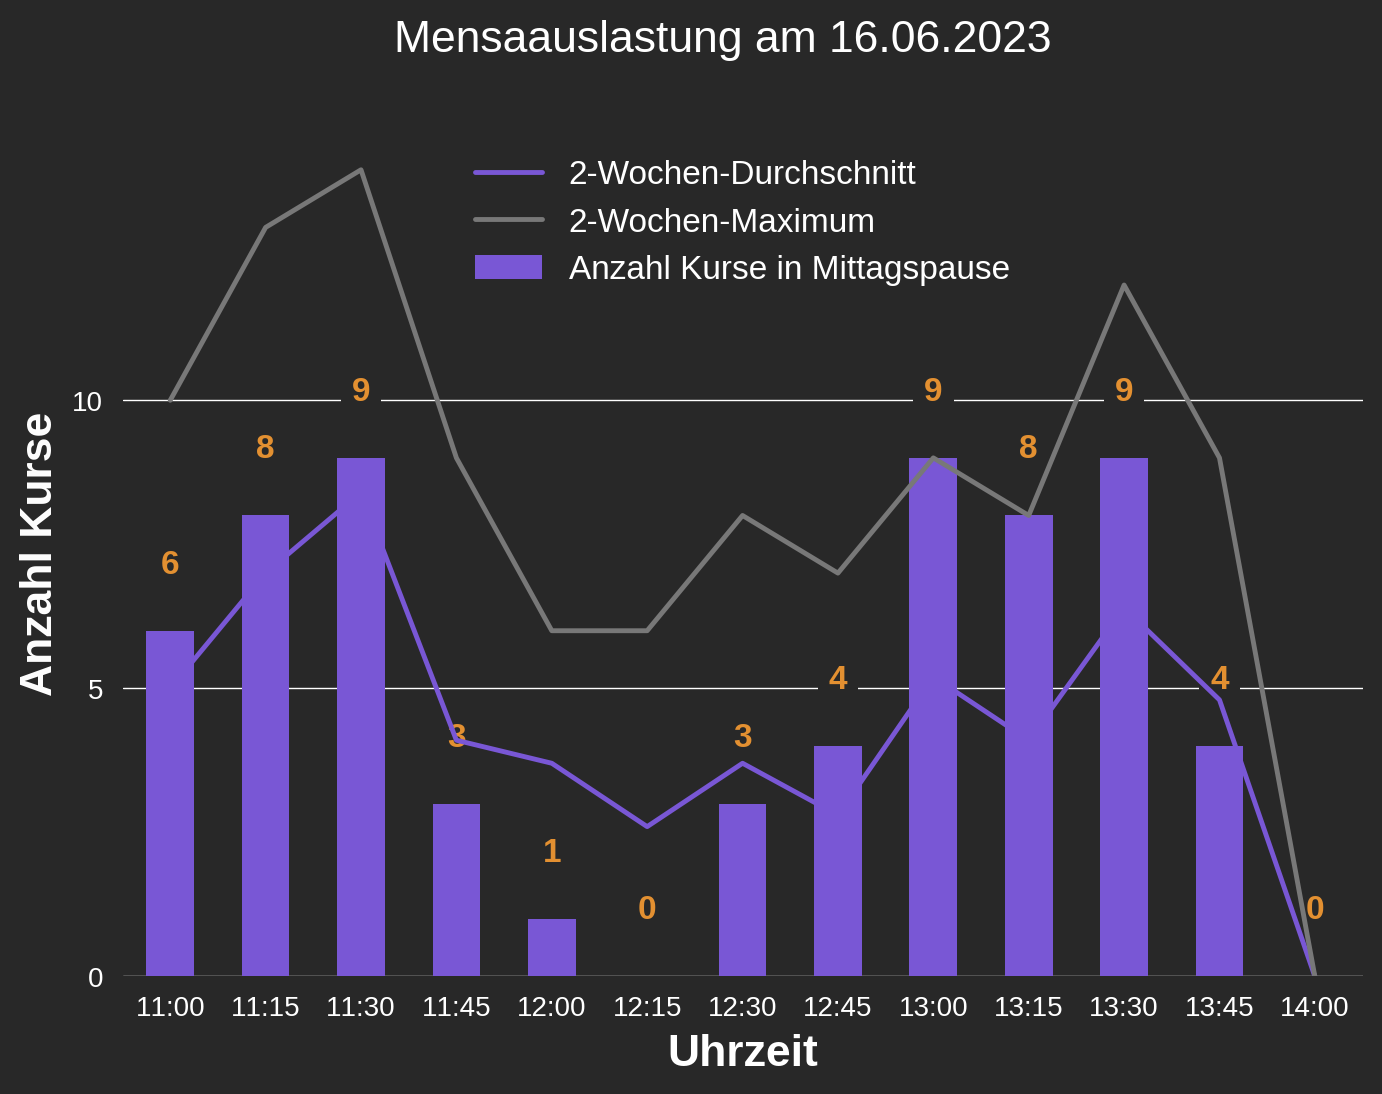 Mensaauslastung am 16.06.2023
2-Wochen-Durchschnitt
2-Wochen-Maximum
Anzahl Kurse in Mittagspause
Anzahl Kurse
10
5
0
6
8
9
3
1
0
3
4
9
8
9
4
0
11:00 11:15 11:30 11:45 12:00 12:15 12:30 12:45 13:00 13:15 13:30 13:45 14:00
Uhrzeit